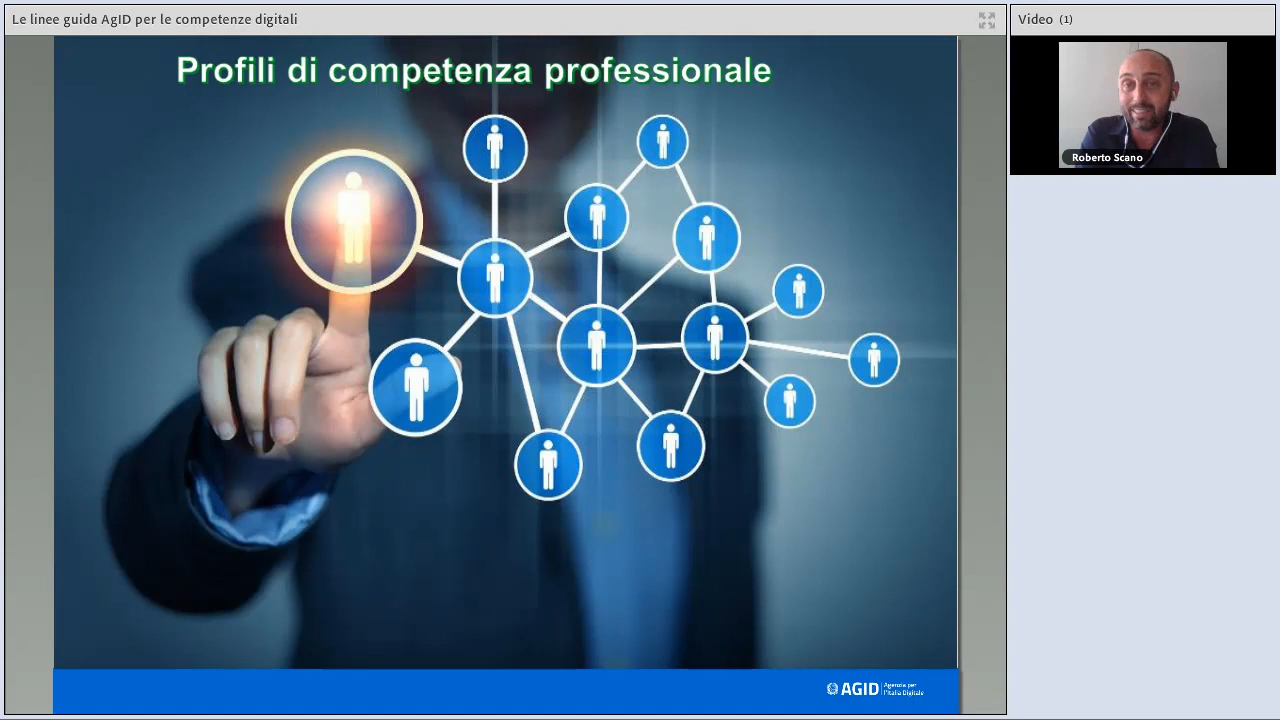 Le linee guida AgID per le competenze digitali
Video (1)
Profili di competenza professionale
Roberto Scano
AGID
Agenzia per
l'Italia Digitale